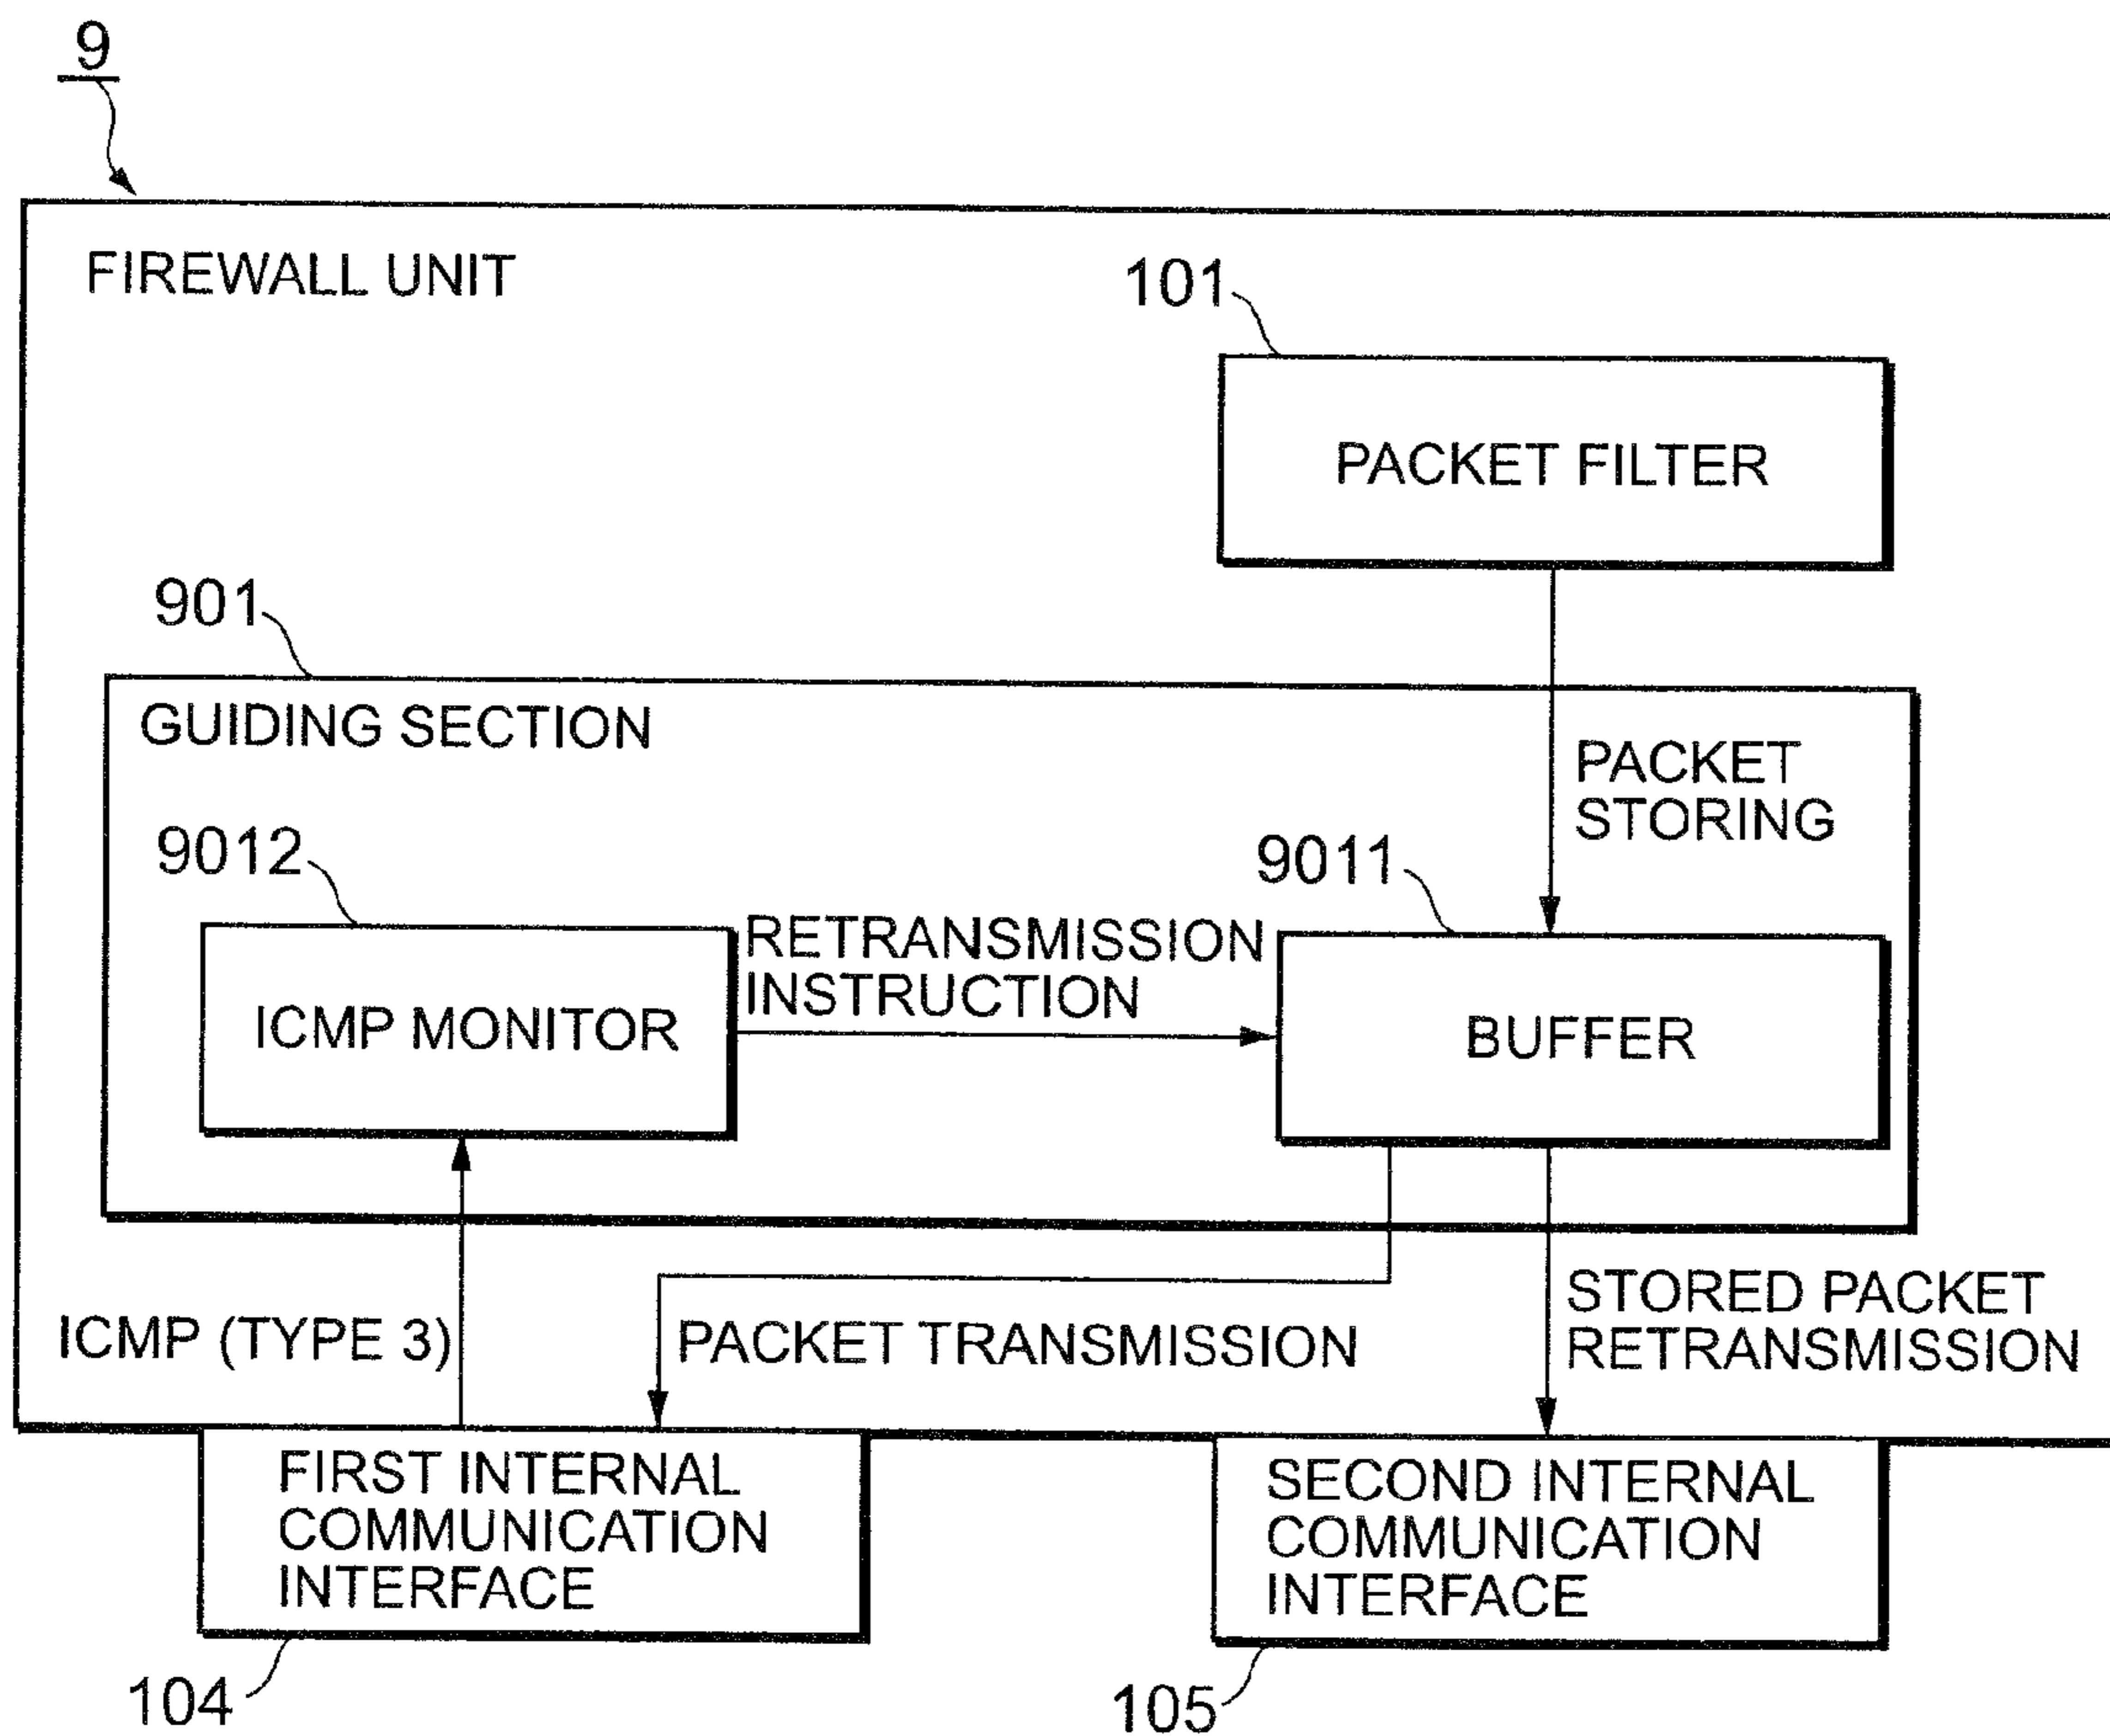 9
FIREWALL UNIT
101
PACKET FILTER
901
GUIDING SECTION
PACKET
STORING
9012
9011
RETRANSMISSION
INSTRUCTION
ICMP MONITOR
BUFFER
ICMP (TYPE 3)
PACKET TRANSMISSION
STORED PACKET
RETRANSMISSION
FIRST INTERNAL
COMMUNICATION
INTERFACE
SECOND INTERNAL
COMMUNICATION
INTERFACE
104
105